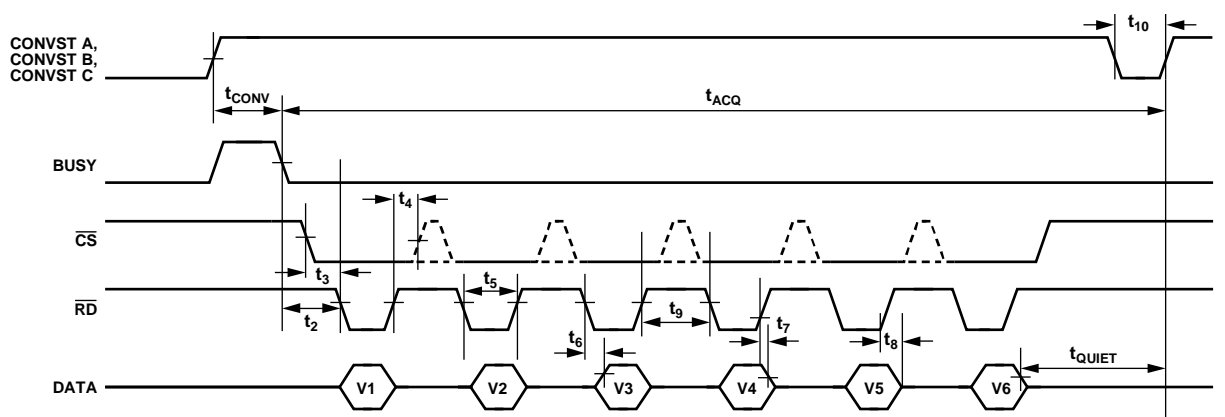 CONVST A,
CONVST B,
CONVST C
t10
tCONV
tACQ
BUSY
t4
CS
t3
t5
RD
t2
t9
t7
t6
t8
tQUIET
DATA
V1
V2
V3
V4
V5
V6